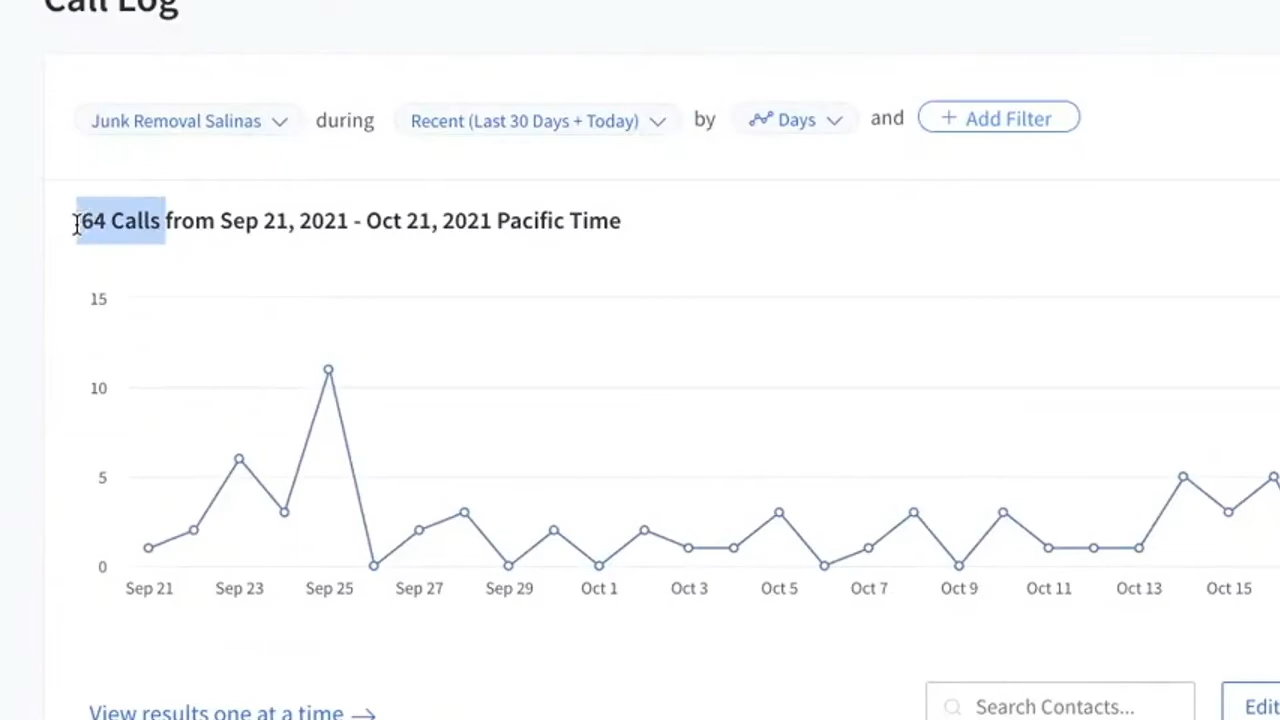 Call Log
Junk Removal Salinas during Recent (Last 30 Days + Today) by Days and + Add Filter
64 Calls from Sep 21, 2021 - Oct 21, 2021 Pacific Time
15
10
5
0
Sep 21 Sep 23 Sep 25 Sep 27 Sep 29 Oct 1 Oct 3 Oct 5 Oct 7 Oct 9 Oct 11 Oct 13 Oct 15
View results one at a time → Search Contacts... Edit